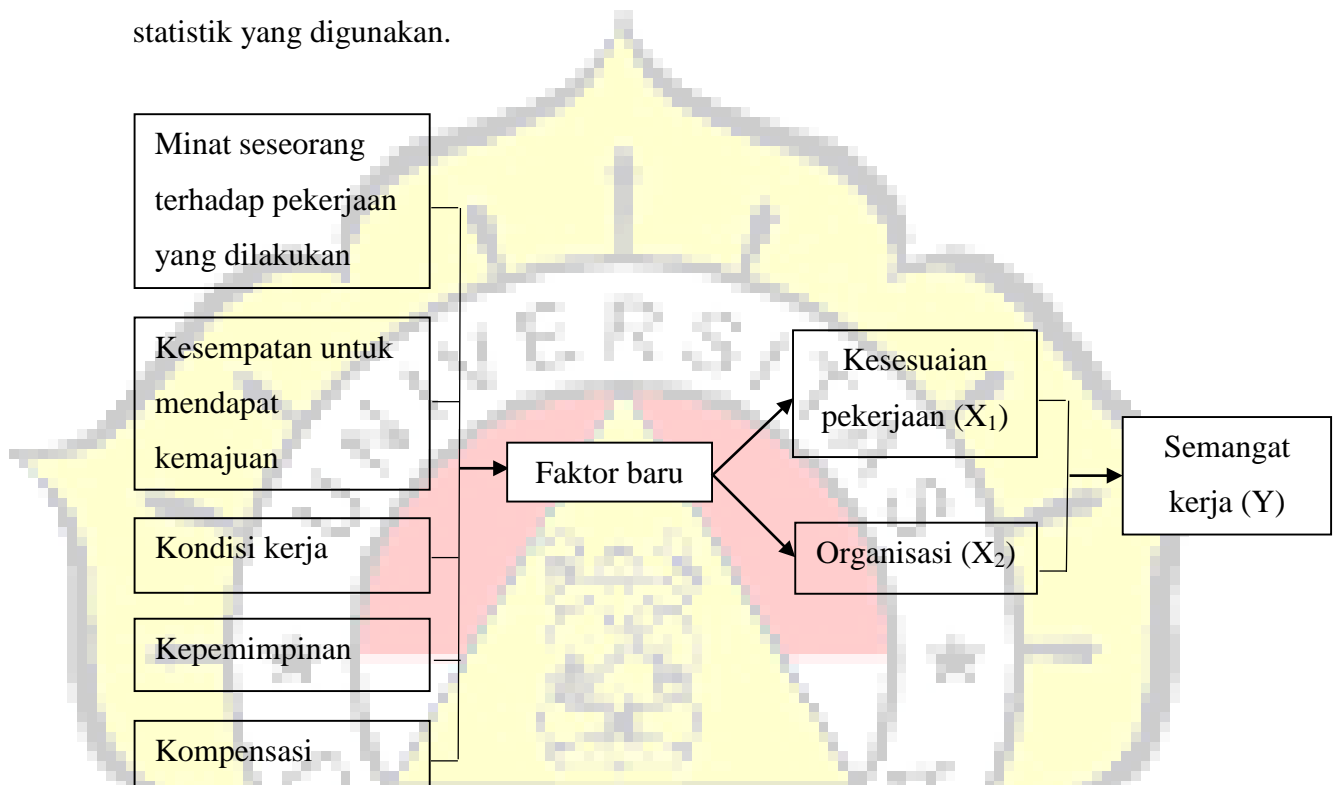 statistik yang digunakan.
Minat seseorang
terhadap pekerjaan
yang dilakukan
Kesempatan untuk
mendapat
kemajuan
Kondisi kerja
Kepemimpinan
Kompensasi
Faktor baru
Kesesuaian
pekerjaan (X₁)
Organisasi (X₂)
Semangat
kerja (Y)
UNIVERSITAS